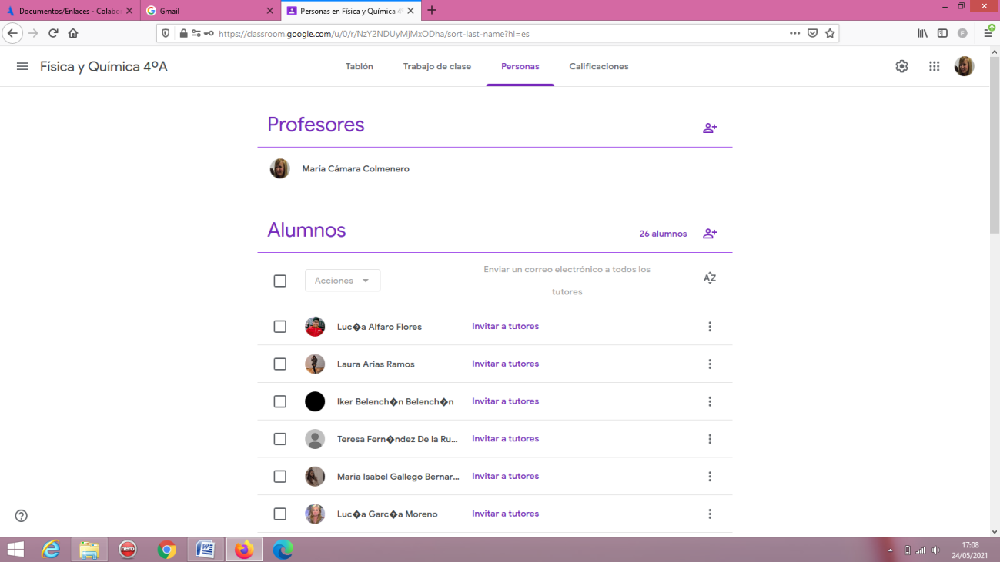 Documentos/Enlaces - Colabo
Gmail
Personas en Física y Química 4º
https://classroom.google.com/u/0/r/NzY2NDUyMjMxODha/sort-last-name?hl=es
Física y Química 4ºA
Tablón
Trabajo de clase
Personas
Calificaciones
Profesores
María Cámara Colmenero
Alumnos
26 alumnos
Acciones
Enviar un correo electrónico a todos los
tutores
AZ
Luc�a Alfaro Flores Invitar a tutores
Laura Arias Ramos Invitar a tutores
Iker Belench�n Belench�n Invitar a tutores
Teresa Fern�ndez De la Ru... Invitar a tutores
Maria Isabel Gallego Bernar... Invitar a tutores
Luc�a Garc�a Moreno Invitar a tutores
nero
17:08
24/05/2021